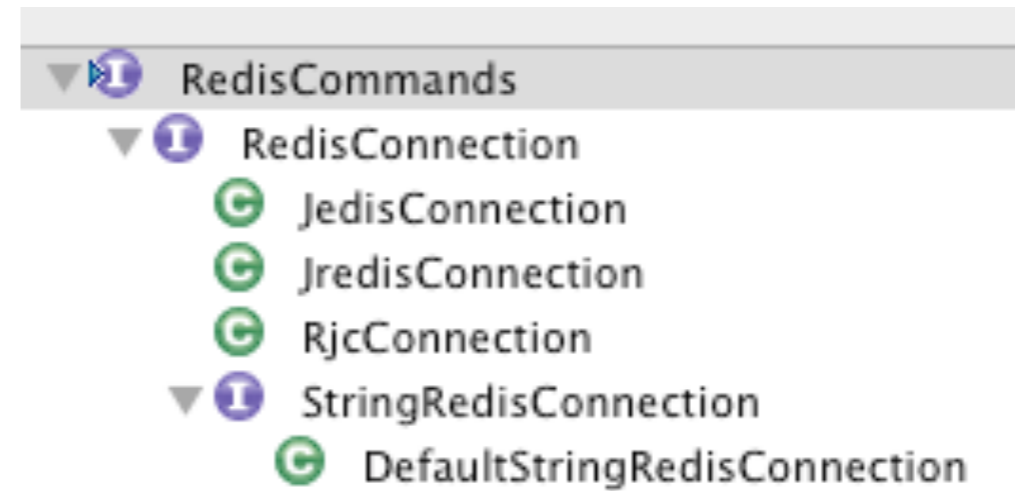 I RedisCommands
I RedisConnection
C JedisConnection
C JredisConnection
C RjcConnection
I StringRedisConnection
C DefaultStringRedisConnection